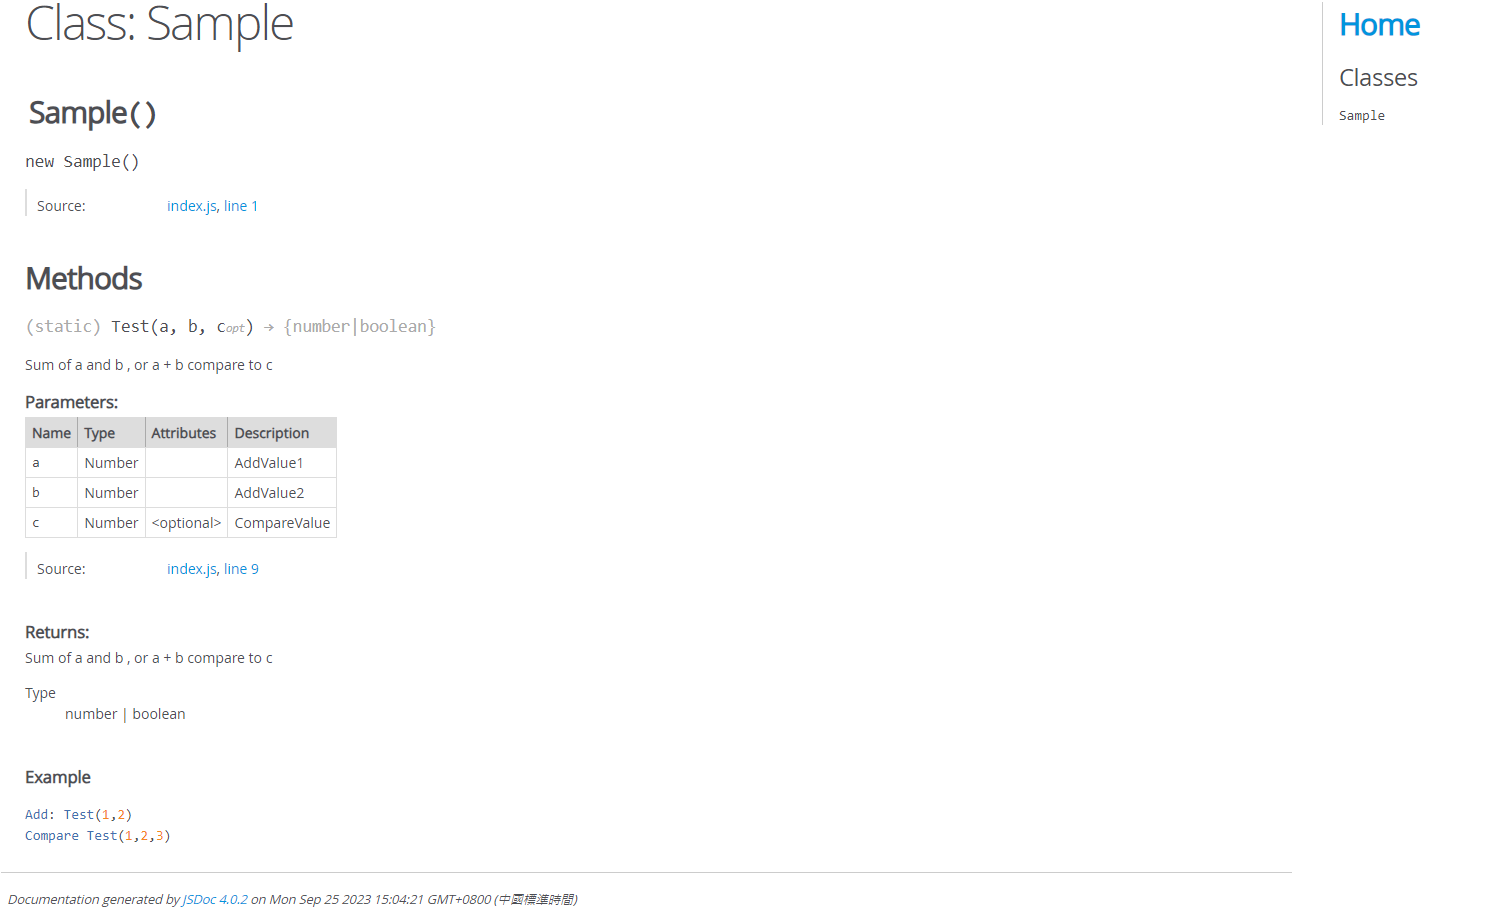 Class: Sample
Sample()
new Sample()
Source: index.js, line 1
Methods
(static) Test(a, b, copt) → {number|boolean}
Sum of a and b , or a + b compare to c
Parameters:
Name Type Attributes Description
a Number AddValue1
b Number AddValue2
c Number <optional> CompareValue
Source: index.js, line 9
Returns:
Sum of a and b , or a + b compare to c
Type
number | boolean
Example
Add: Test(1,2)
Compare Test(1,2,3)
Documentation generated by JSDoc 4.0.2 on Mon Sep 25 2023 15:04:21 GMT+0800 (中國標準時間)
Home
Classes
Sample